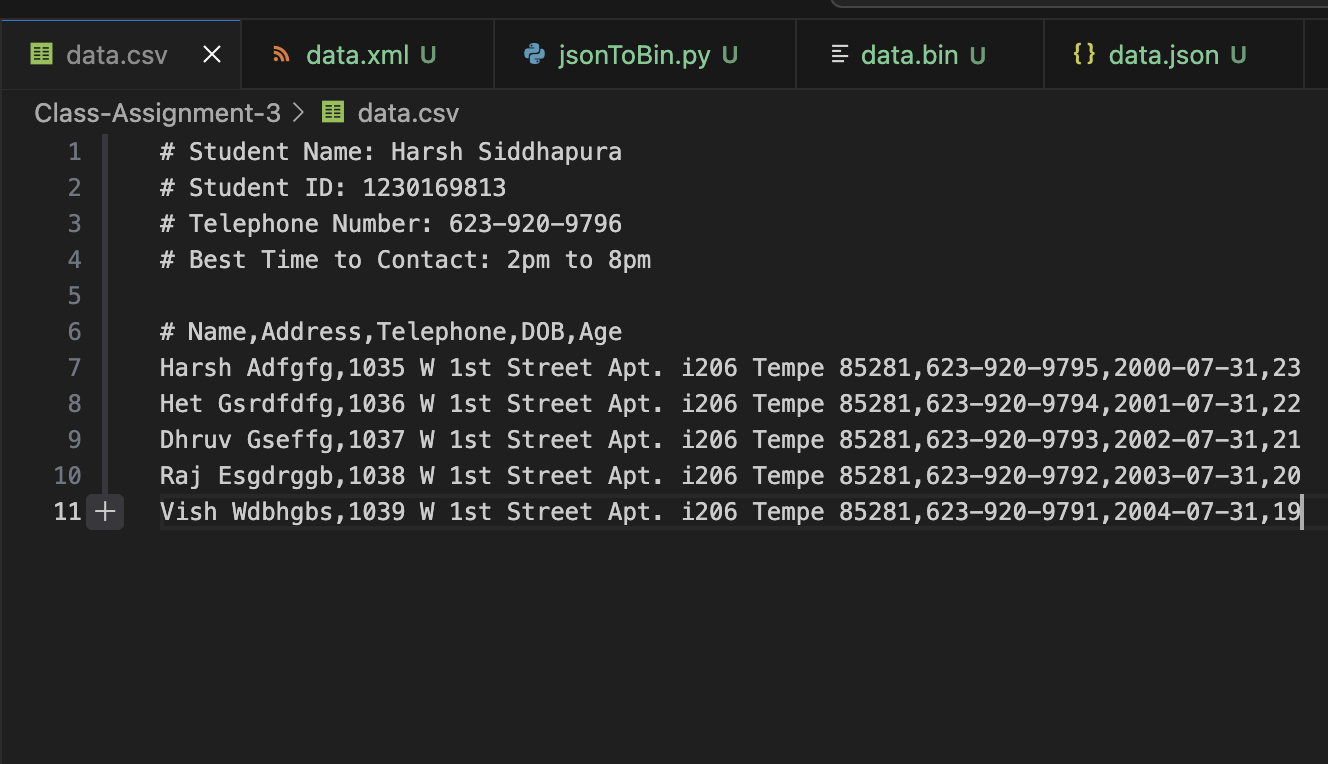 data.csv data.xml U jsonToBin.py U data.bin U data.json U
Class-Assignment-3 > data.csv
1 # Student Name: Harsh Siddhapura
2 # Student ID: 1230169813
3 # Telephone Number: 623-920-9796
4 # Best Time to Contact: 2pm to 8pm
5
6 # Name,Address,Telephone,DOB,Age
7 Harsh Adfgfg,1035 W 1st Street Apt. i206 Tempe 85281,623-920-9795,2000-07-31,23
8 Het Gsrdfdfg,1036 W 1st Street Apt. i206 Tempe 85281,623-920-9794,2001-07-31,22
9 Dhruv Gseffg,1037 W 1st Street Apt. i206 Tempe 85281,623-920-9793,2002-07-31,21
10 Raj Esgdrggb,1038 W 1st Street Apt. i206 Tempe 85281,623-920-9792,2003-07-31,20
11 Vish Wdbhgbs,1039 W 1st Street Apt. i206 Tempe 85281,623-920-9791,2004-07-31,19